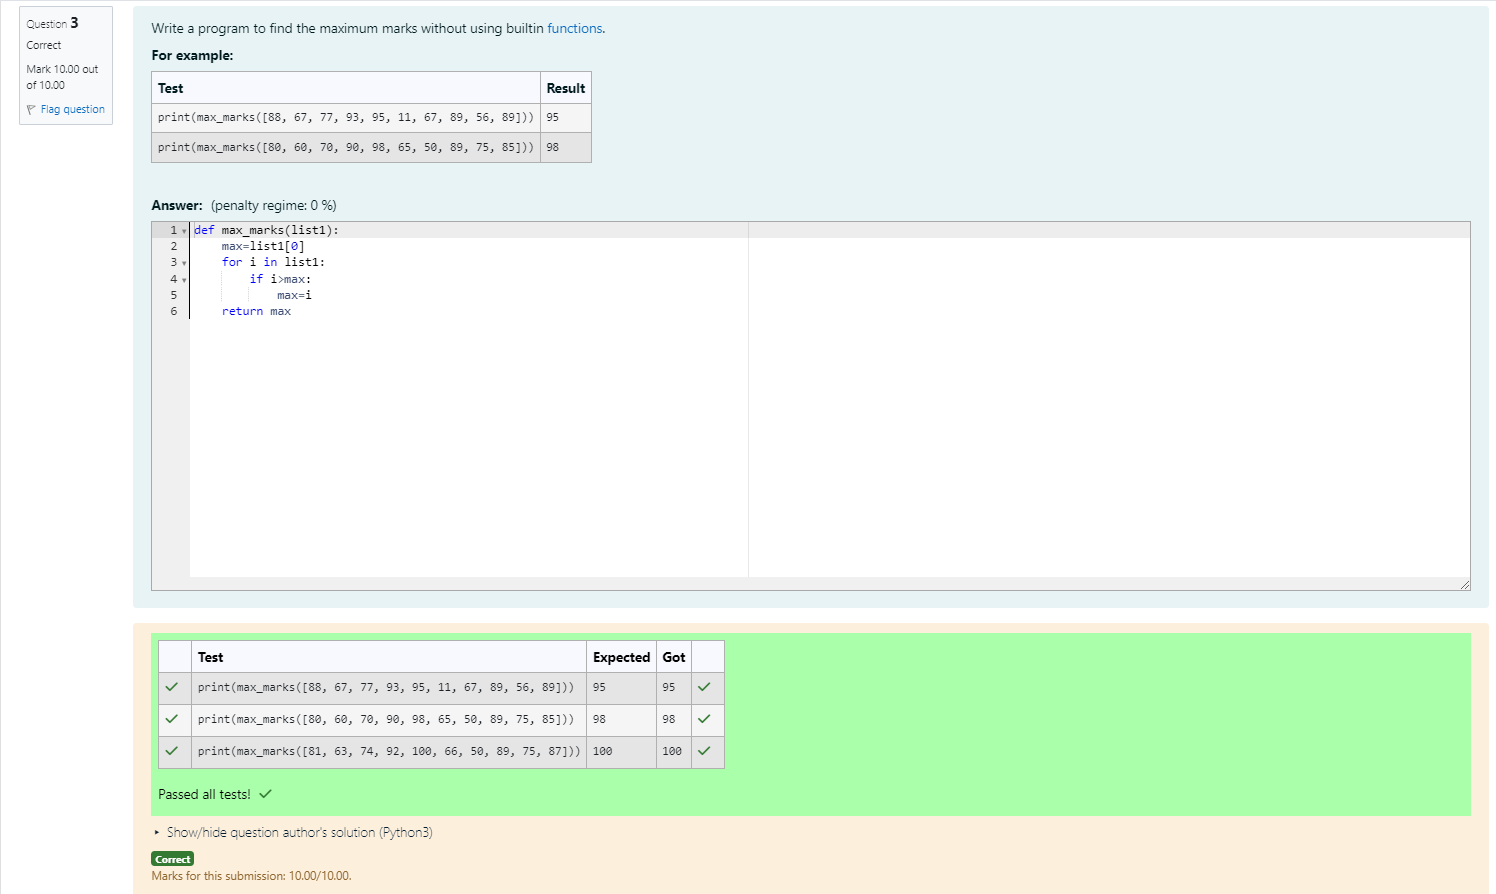 Question 3
Correct
Mark 10.00 out
of 10.00
Flag question
Write a program to find the maximum marks without using builtin functions.
For example:
Test Result
print(max_marks([88, 67, 77, 93, 95, 11, 67, 89, 56, 89])) 95
print(max_marks([80, 60, 70, 90, 98, 65, 50, 89, 75, 85])) 98
Answer: (penalty regime: 0 %)
1 def max_marks(list1):
2     max=list1[0]
3     for i in list1:
4         if i>max:
5             max=i
6     return max
Test Expected Got
print(max_marks([88, 67, 77, 93, 95, 11, 67, 89, 56, 89])) 95 95
print(max_marks([80, 60, 70, 90, 98, 65, 50, 89, 75, 85])) 98 98
print(max_marks([81, 63, 74, 92, 100, 66, 50, 89, 75, 87])) 100 100
Passed all tests!
Show/hide question author's solution (Python3)
Correct
Marks for this submission: 10.00/10.00.